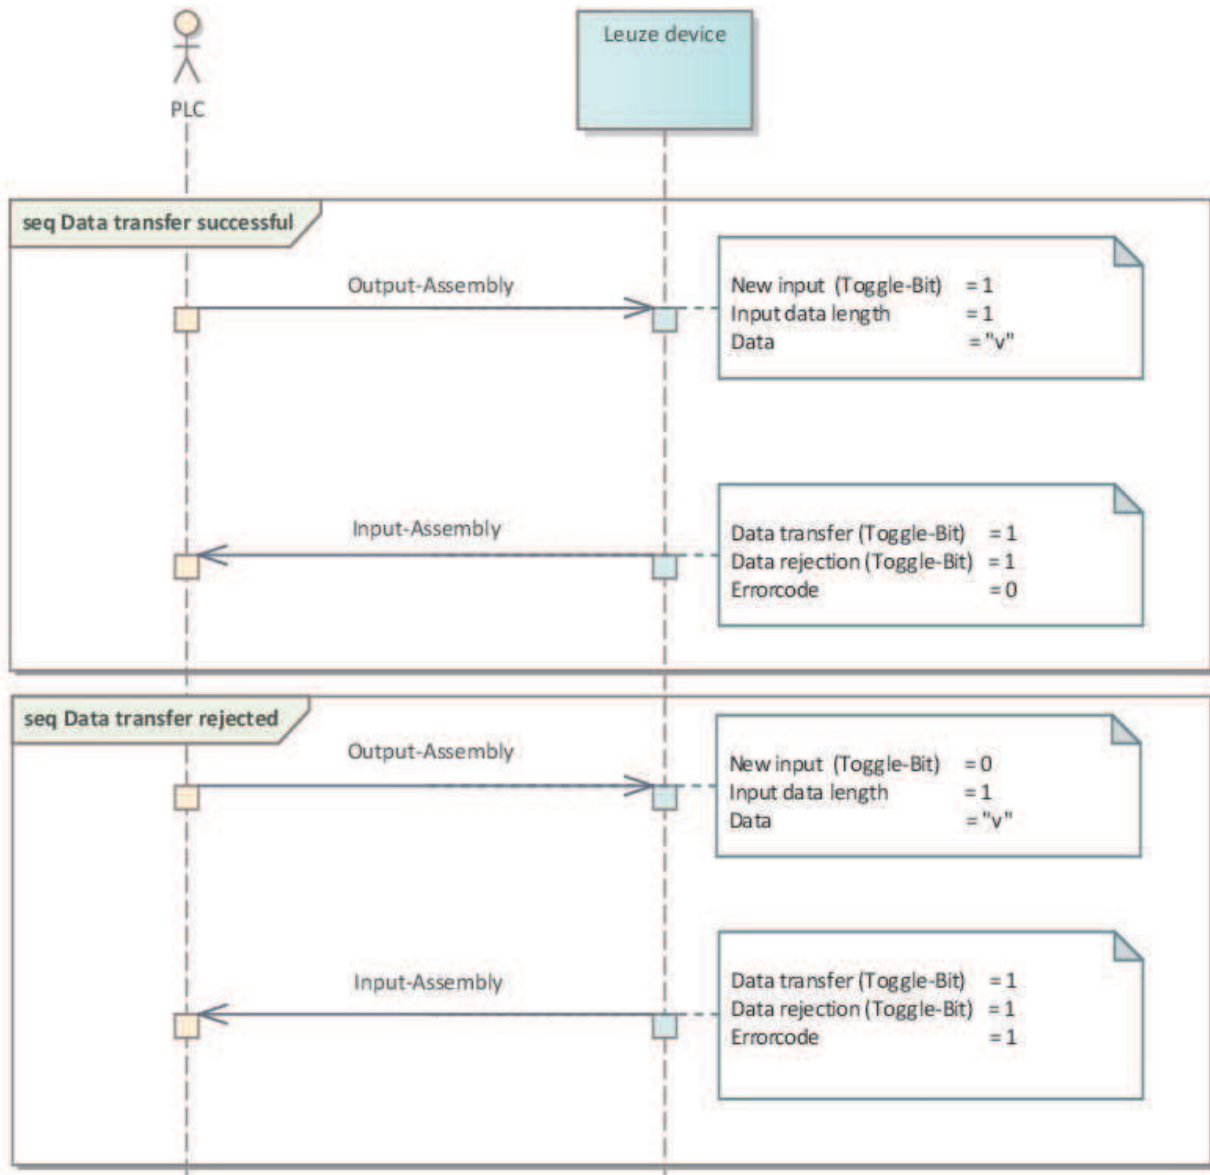 PLC
Leuze device
seq Data transfer successful
Output-Assembly
New input (Toggle-Bit) = 1
Input data length = 1
Data = "v"
Input-Assembly
Data transfer (Toggle-Bit) = 1
Data rejection (Toggle-Bit) = 1
Errorcode = 0
seq Data transfer rejected
Output-Assembly
New input (Toggle-Bit) = 0
Input data length = 1
Data = "v"
Input-Assembly
Data transfer (Toggle-Bit) = 1
Data rejection (Toggle-Bit) = 1
Errorcode = 1